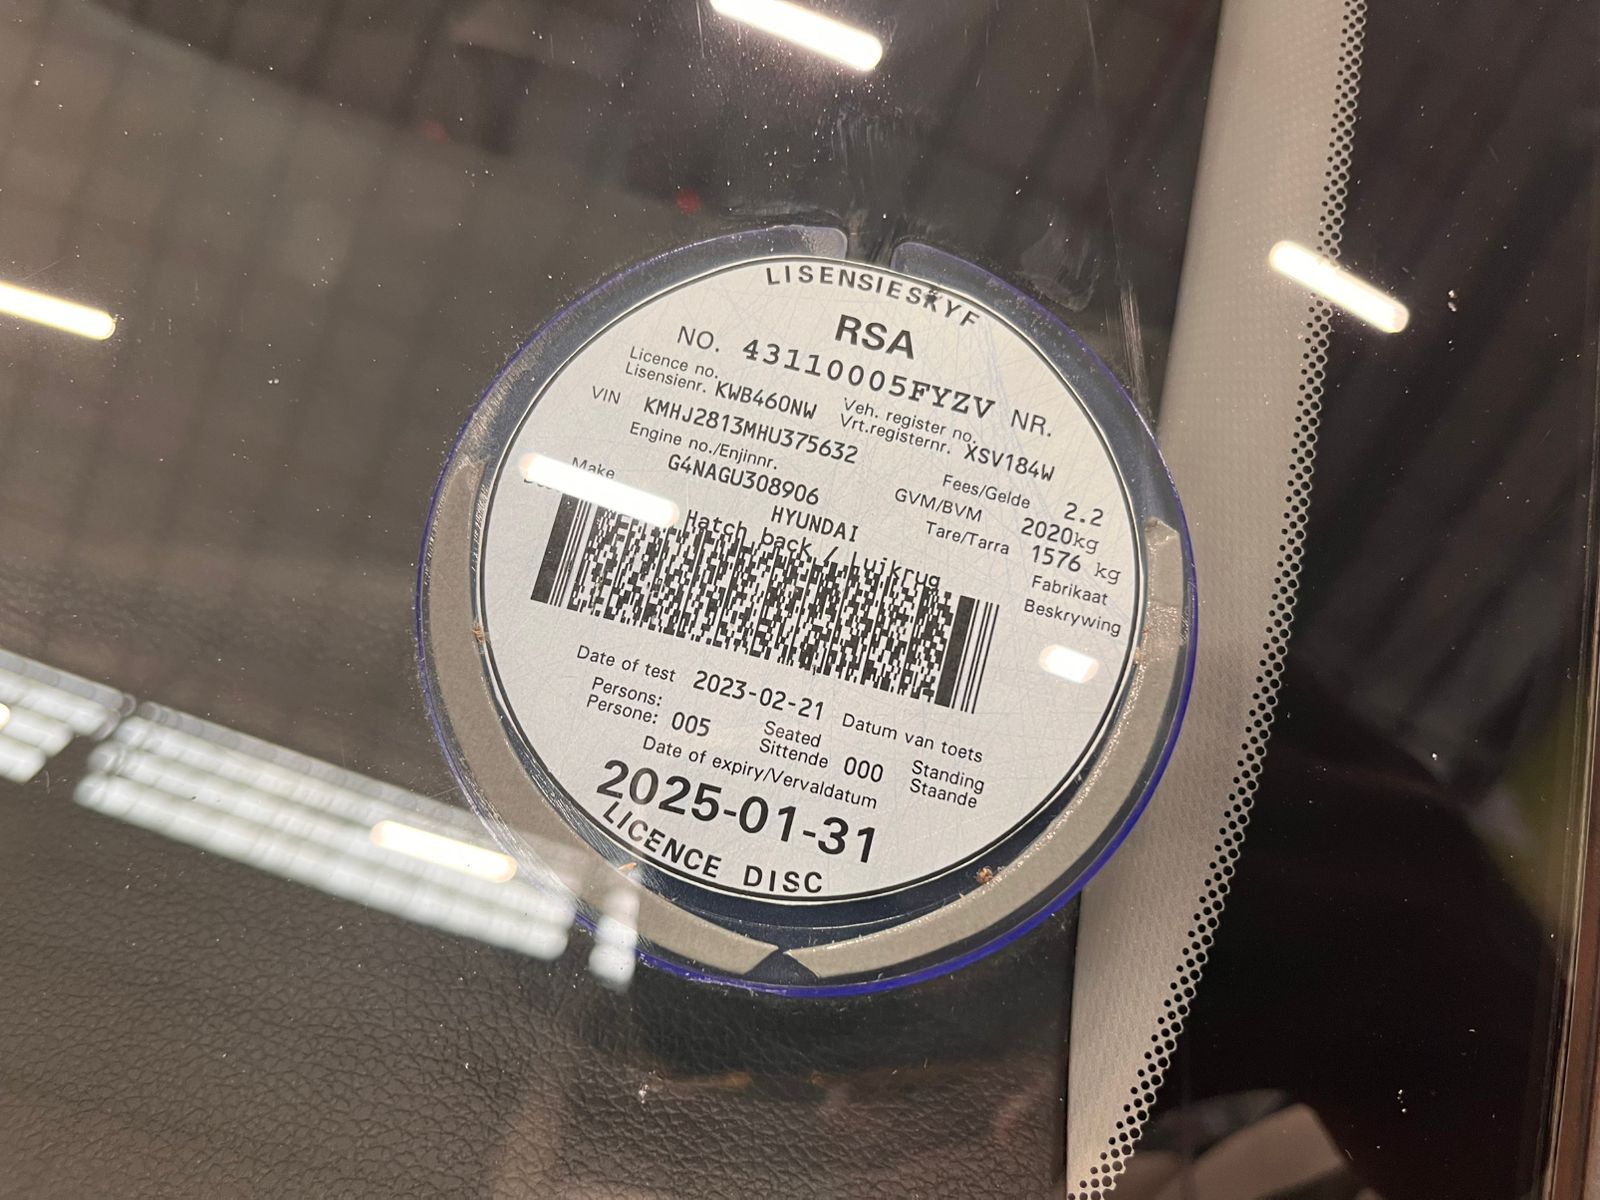 LISENSIESKYF
RSA
NO. 43110005FYZV NR.
Licence no.
Lisensienr. KWB460NW
Veh. register no.
Vrt.registernr. XSV184W
VIN KMHJ2813MHU375632
Engine no./Enjinnr.
G4NAGU308906
Fees/Gelde 2.2
GVM/BVM 2020kg
Tare/Tarra 1576 kg
Make HYUNDAI Fabrikaat
Hatch back / Luikrug Beskrywing
Date of test 2023-02-21 Datum van toets
Persons:
Persone: 005
Seated
Sittende 000
Standing
Staande
Date of expiry/Vervaldatum
2025-01-31
LICENCE DISC